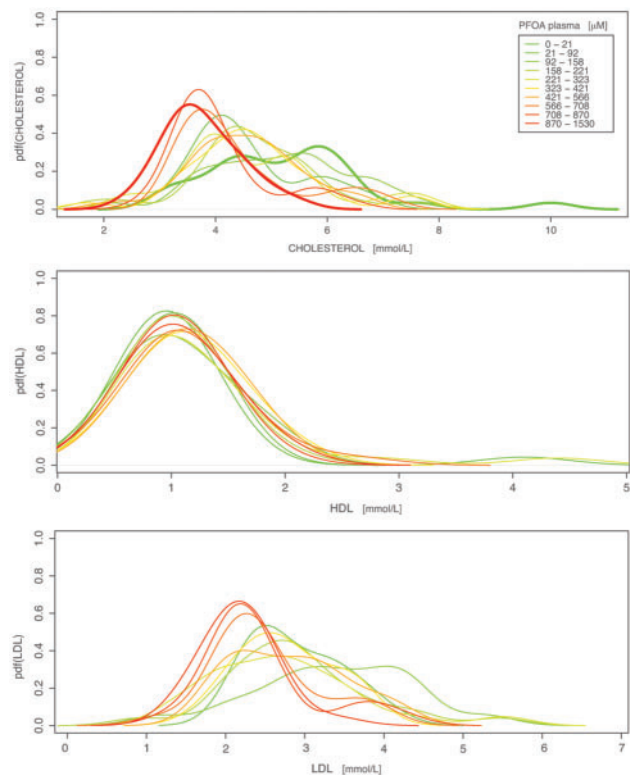 PFOA plasma [µM]
0 – 21
21 – 92
92 – 158
158 – 221
221 – 323
323 – 421
421 – 566
566 – 708
708 – 870
870 – 1530
pdf(CHOLESTEROL)
1.0
0.8
0.6
0.4
0.2
0.0
2 4 6 8 10
CHOLESTEROL [mmol/L]
pdf(HDL)
1.0
0.8
0.6
0.4
0.2
0.0
0 1 2 3 4 5
HDL [mmol/L]
pdf(LDL)
1.0
0.8
0.6
0.4
0.2
0.0
0 1 2 3 4 5 6 7
LDL [mmol/L]